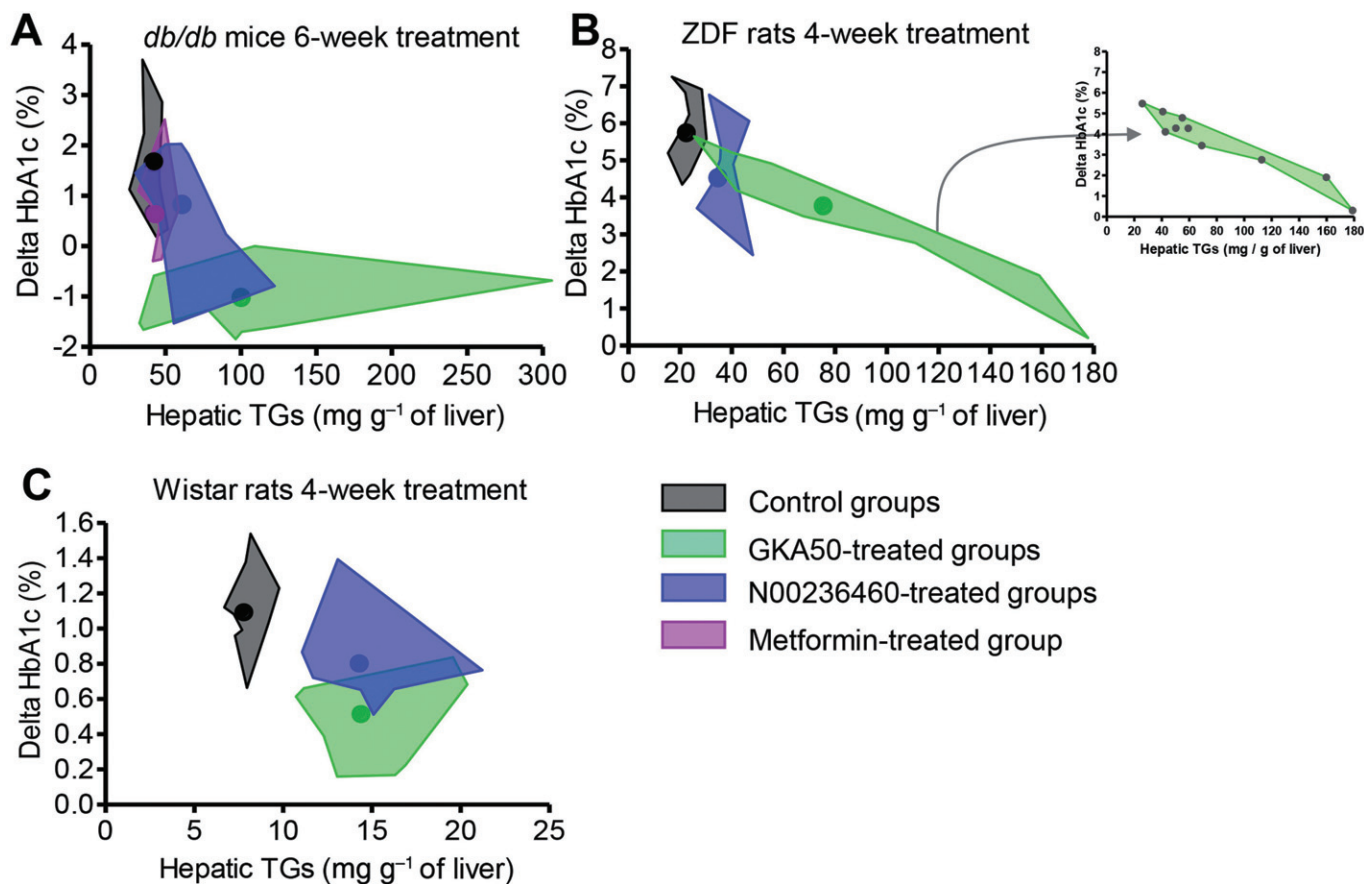 A
db/db mice 6-week treatment
Delta HbA1c (%)
4
3
2
1
0
-1
-2
0 50 100 150 200 250 300
Hepatic TGs (mg g⁻¹ of liver)
B
ZDF rats 4-week treatment
Delta HbA1c (%)
8
7
6
5
4
3
2
1
0
0 20 40 60 80 100 120 140 160 180
Hepatic TGs (mg g⁻¹ of liver)
Delta HbA1c (%)
8
7
6
5
4
3
2
1
0
20 40 60 80 100 120 140 160 180
Hepatic TGs (mg / g of liver)
C
Wistar rats 4-week treatment
Delta HbA1c (%)
1.6
1.4
1.2
1.0
0.8
0.6
0.4
0.2
0.0
0 5 10 15 20 25
Hepatic TGs (mg g⁻¹ of liver)
Control groups
GKA50-treated groups
N00236460-treated groups
Metformin-treated group